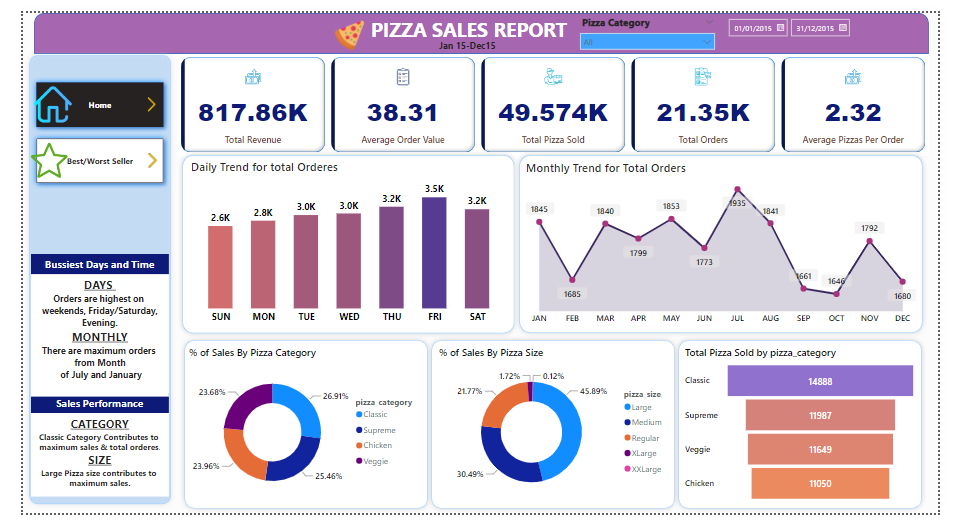 PIZZA SALES REPORT
Jan 15-Dec15
Pizza Category
All
01/01/2015
31/12/2015
Home
Best/Worst Seller
817.86K
Total Revenue
38.31
Average Order Value
49.574K
Total Pizza Sold
21.35K
Total Orders
2.32
Average Pizzas Per Order
Bussiest Days and Time
DAYS
Orders are highest on
weekends, Friday/Saturday,
Evening.
MONTHLY
There are maximum orders
from Month
of July and January
Sales Performance
CATEGORY
Classic Category Contributes to
maximum sales & total orderes.
SIZE
Large Pizza size contributes to
maximum sales.
Daily Trend for total Orderes
2.6K 2.8K 3.0K 3.0K 3.2K 3.5K 3.2K
SUN MON TUE WED THU FRI SAT
Monthly Trend for Total Orders
1845 1685 1840 1799 1853 1773 1935 1841 1661 1646 1792 1680
JAN FEB MAR APR MAY JUN JUL AUG SEP OCT NOV DEC
% of Sales By Pizza Category
26.91%
25.46%
23.96%
23.68%
pizza_category
Classic
Supreme
Chicken
Veggie
% of Sales By Pizza Size
1.72% 0.12%
45.89%
30.49%
21.77%
pizza_size
Large
Medium
Regular
XLarge
XXLarge
Total Pizza Sold by pizza_category
Classic 14888
Supreme 11987
Veggie 11649
Chicken 11050